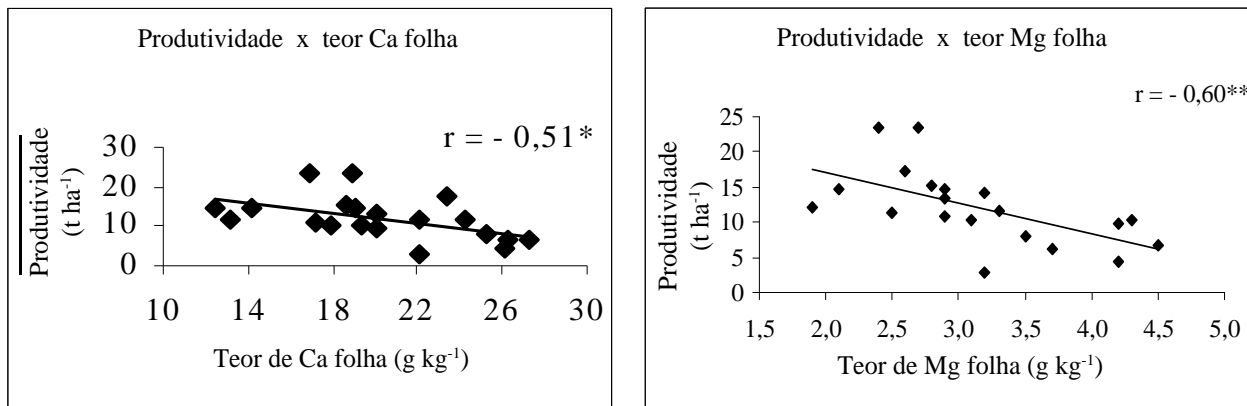 Produtividade x teor Ca folha
r = - 0,51*
Produtividade
(t ha⁻¹)
30
20
10
0
10 14 18 22 26 30
Teor de Ca folha (g kg⁻¹)
Produtividade x teor Mg folha
r = - 0,60**
Produtividade
(t ha⁻¹)
25
20
15
10
5
0
1,5 2,0 2,5 3,0 3,5 4,0 4,5 5,0
Teor de Mg folha (g kg⁻¹)